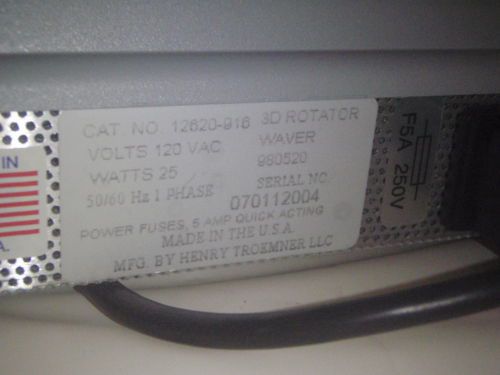 CAT. NO. 12620-916 3D ROTATOR
VOLTS 120 VAC WAVER
WATTS 25 980520
50/60 Hz 1 PHASE SERIAL NO.
070112004
POWER FUSES, 5 AMP QUICK ACTING
MADE IN THE U.S.A.
MFG. BY HENRY TROEMNER LLC
F5A 250V
IN
A.